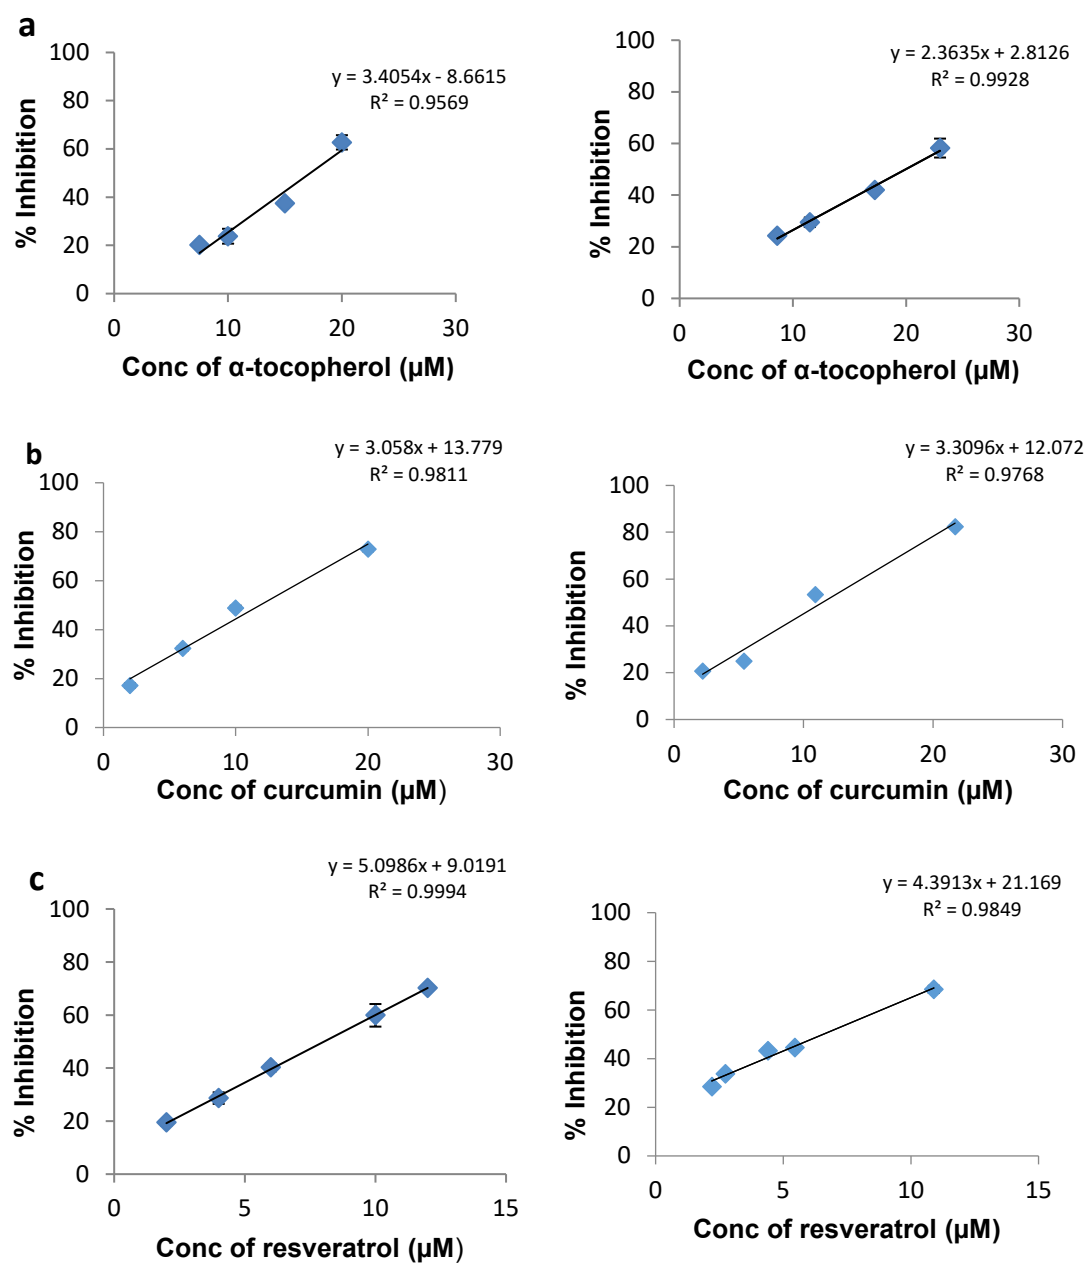 a
y = 3.4054x - 8.6615
R² = 0.9569
% Inhibition
100
80
60
40
20
0
0 10 20 30
Conc of α-tocopherol (µM)
y = 2.3635x + 2.8126
R² = 0.9928
% Inhibition
100
80
60
40
20
0
0 10 20 30
Conc of α-tocopherol (µM)
b
y = 3.058x + 13.779
R² = 0.9811
% Inhibition
100
80
60
40
20
0
0 10 20 30
Conc of curcumin (µM)
y = 3.3096x + 12.072
R² = 0.9768
% Inhibition
100
80
60
40
20
0
0 10 20 30
Conc of curcumin (µM)
c
y = 5.0986x + 9.0191
R² = 0.9994
% Inhibition
100
80
60
40
20
0
0 5 10 15
Conc of resveratrol (µM)
y = 4.3913x + 21.169
R² = 0.9849
% Inhibition
100
80
60
40
20
0
0 5 10 15
Conc of resveratrol (µM)